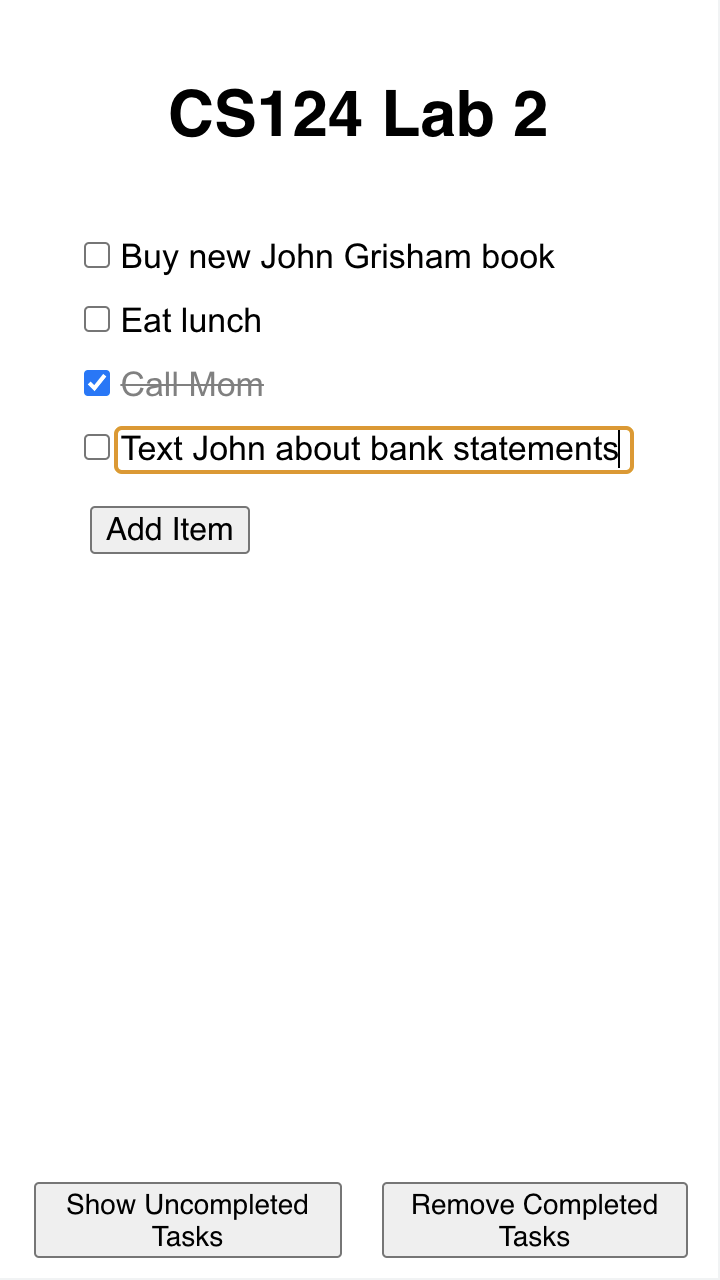 CS124 Lab 2
Buy new John Grisham book
Eat lunch
Call Mom
Text John about bank statements
Add Item
Show Uncompleted
Tasks
Remove Completed
Tasks